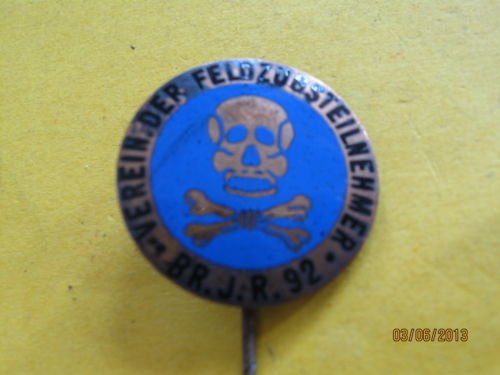 VEREIN·DER FELDZUGSTEILNEHMER
BR.J.R.92
03/06/2013